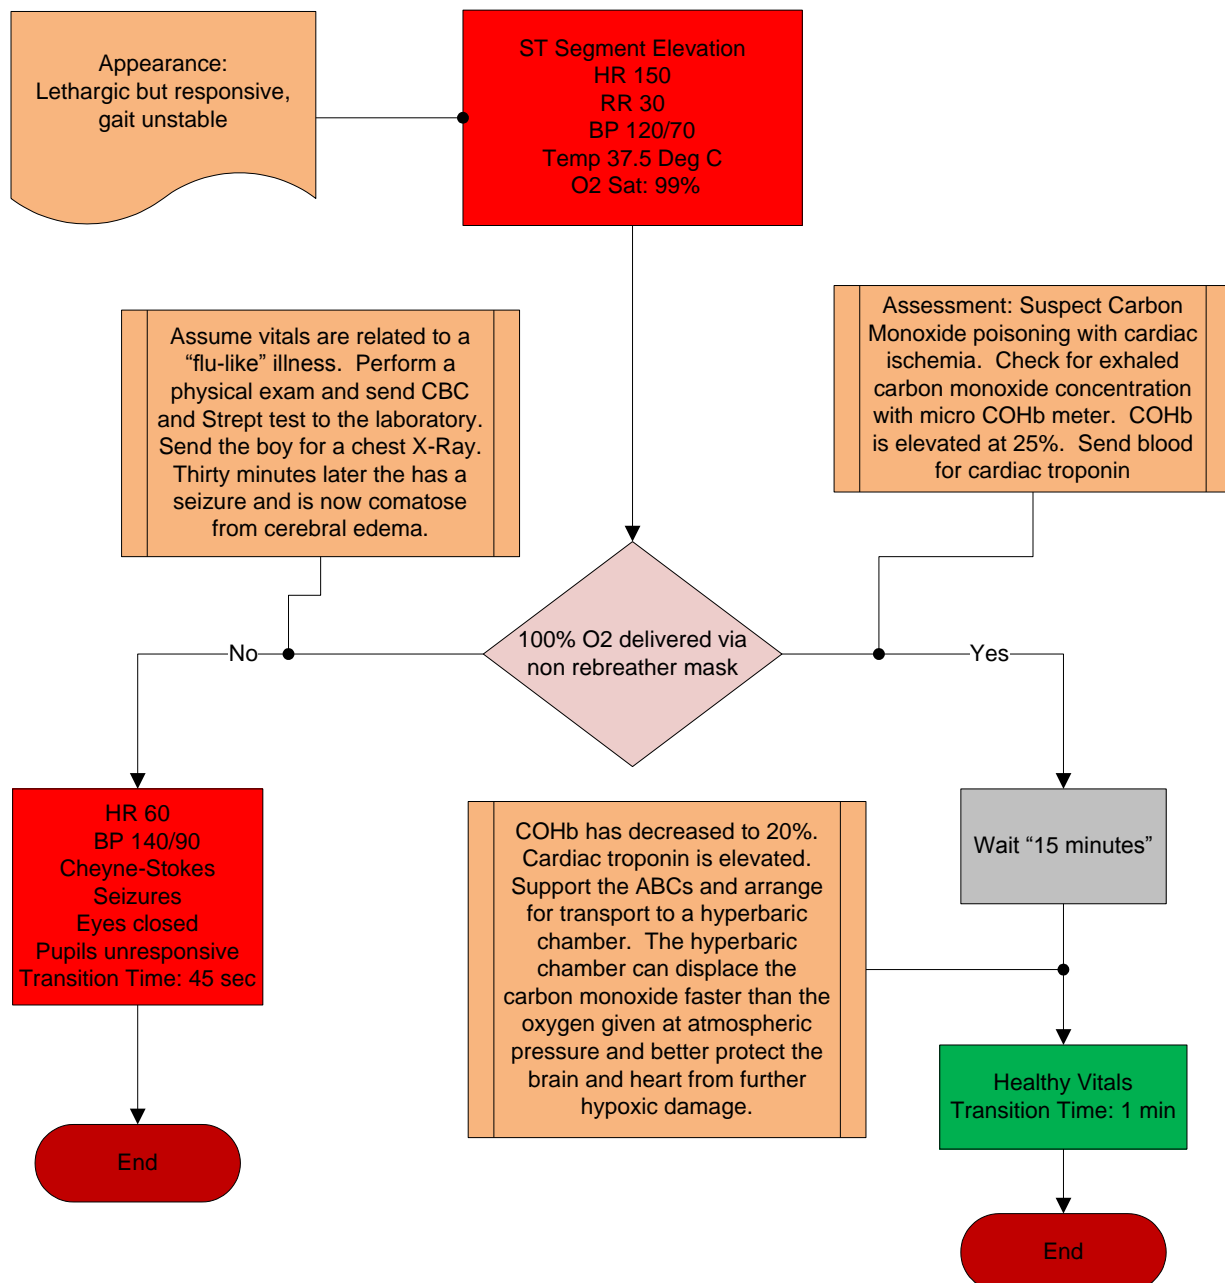 Appearance:
Lethargic but responsive,
gait unstable
ST Segment Elevation
HR 150
RR 30
BP 120/70
Temp 37.5 Deg C
O2 Sat: 99%
Assume vitals are related to a
“flu-like” illness.  Perform a
physical exam and send CBC
and Strept test to the laboratory.
Send the boy for a chest X-Ray.
Thirty minutes later the has a
seizure and is now comatose
from cerebral edema.
Assessment: Suspect Carbon
Monoxide poisoning with cardiac
ischemia.  Check for exhaled
carbon monoxide concentration
with micro COHb meter.  COHb
is elevated at 25%.  Send blood
for cardiac troponin
100% O2 delivered via
non rebreather mask
No
Yes
HR 60
BP 140/90
Cheyne-Stokes
Seizures
Eyes closed
Pupils unresponsive
Transition Time: 45 sec
End
COHb has decreased to 20%.
Cardiac troponin is elevated.
Support the ABCs and arrange
for transport to a hyperbaric
chamber.  The hyperbaric
chamber can displace the
carbon monoxide faster than the
oxygen given at atmospheric
pressure and better protect the
brain and heart from further
hypoxic damage.
Wait “15 minutes”
Healthy Vitals
Transition Time: 1 min
End